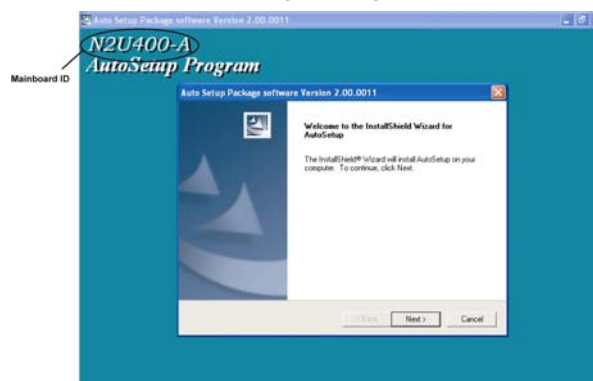 Auto Setup Package software Version 2.00.0011
N2U400-A
AutoSetup Program
Mainboard ID
Auto Setup Package software Version 2.00.0011
Welcome to the InstallShield Wizard for
AutoSetup
The InstallShield® Wizard will install AutoSetup on your
computer. To continue, click Next.
< Back
Next >
Cancel